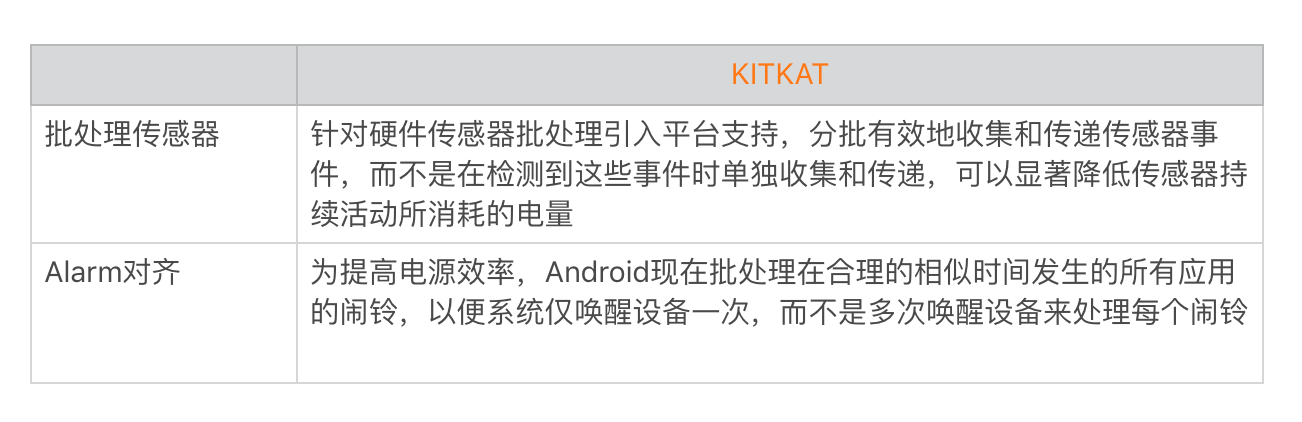 KITKAT
批处理传感器
针对硬件传感器批处理引入平台支持，分批有效地收集和传递传感器事
件，而不是在检测到这些事件时单独收集和传递，可以显著降低传感器持
续活动所消耗的电量
Alarm对齐
为提高电源效率，Android现在批处理在合理的相似时间发生的所有应用
的闹铃，以便系统仅唤醒设备一次，而不是多次唤醒设备来处理每个闹铃